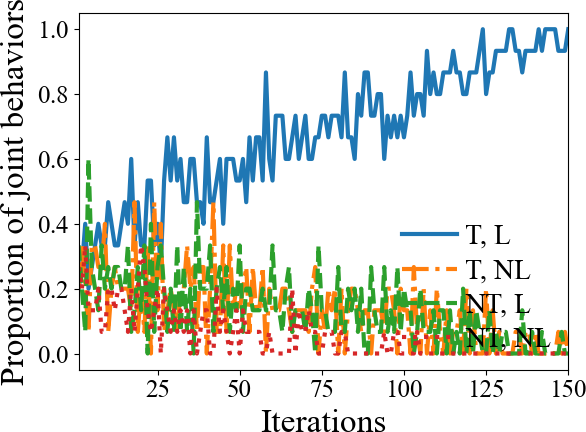 Proportion of joint behaviors
1.0
0.8
0.6
0.4
0.2
0.0
T, L
T, NL
NT, L
NT, NL
25 50 75 100 125 150
Iterations